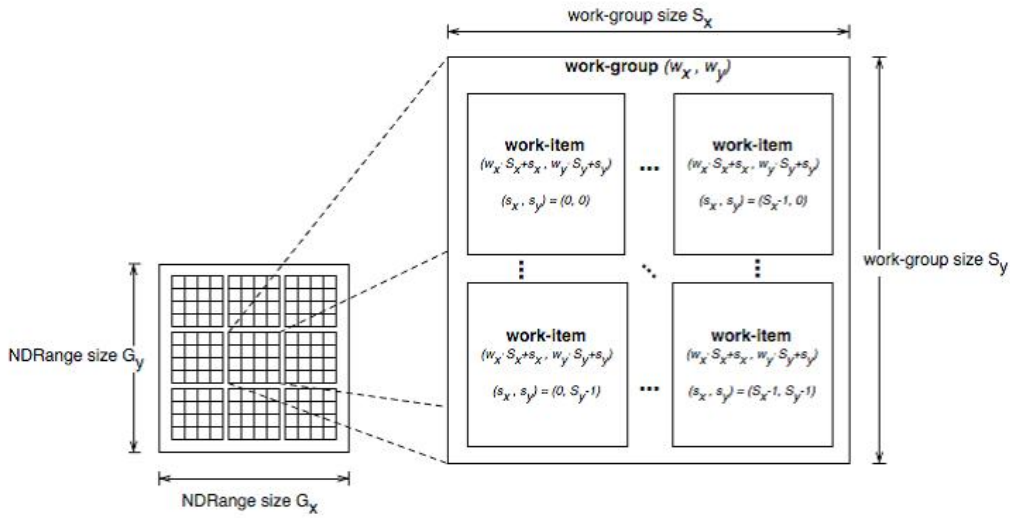 work-group size Sx
work-group (wx , wy)
work-item
work-item
(wx· Sx+sx , wy· Sy+sy)
(wx· Sx+sx , wy· Sy+sy)
(sx , sy) = (0, 0)
(sx , sy) = (Sx-1, 0)
work-group size Sy
work-item
work-item
(wx· Sx+sx , wy· Sy+sy)
(wx· Sx+sx , wy· Sy+sy)
(sx , sy) = (0, Sy-1)
(sx , sy) = (Sx-1, Sy-1)
NDRange size Gy
NDRange size Gx